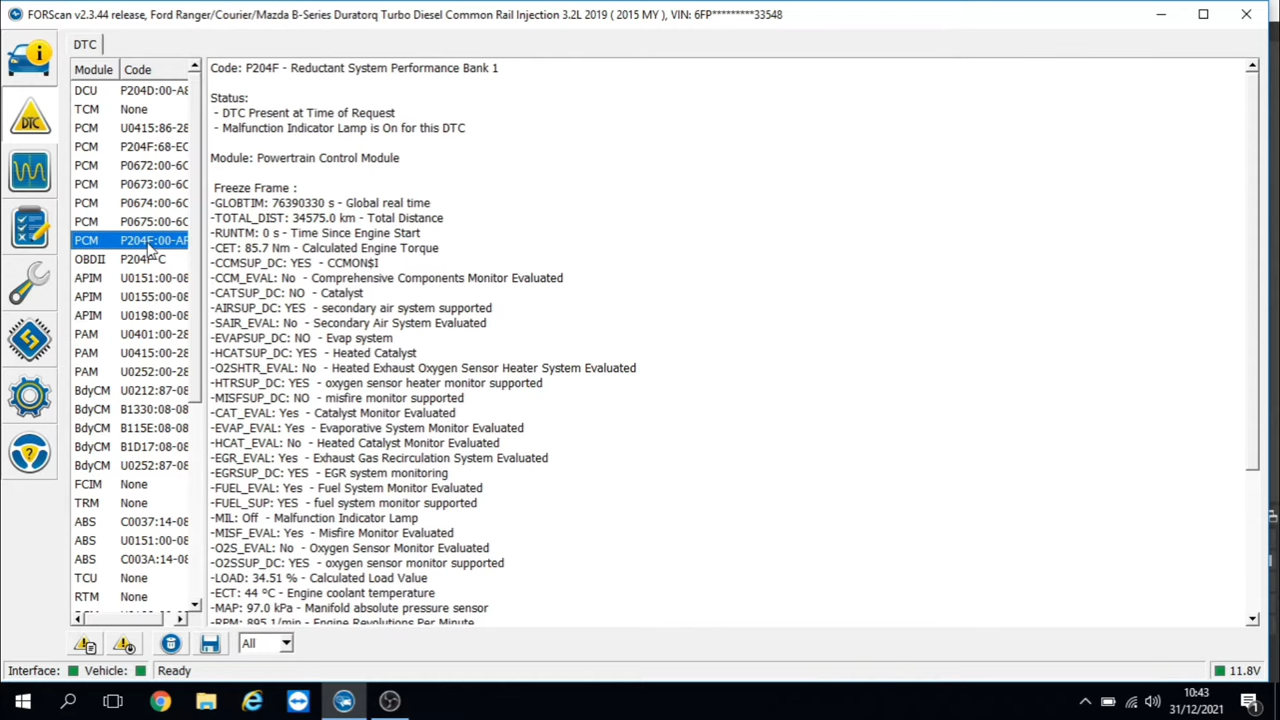 FORScan v2.3.44 release, Ford Ranger/Courier/Mazda B-Series Duratorq Turbo Diesel Common Rail Injection 3.2L 2019 ( 2015 MY ), VIN: 6FP*********33548
DTC
Module Code
DCU P204D:00-A8
TCM None
PCM U0415:86-28
PCM P204F:68-EC
PCM P0672:00-6C
PCM P0673:00-6C
PCM P0674:00-6C
PCM P0675:00-6C
PCM P204F:00-AF
OBDII
APIM U0151:00-08
APIM U0155:00-08
APIM U0198:00-08
PAM U0401:00-28
PAM U0415:00-28
PAM U0252:00-28
BdyCM U0212:87-08
BdyCM B1330:08-08
BdyCM B115E:08-08
BdyCM B1D17:08-08
BdyCM U0252:87-08
FCIM None
TRM None
ABS C0037:14-08
ABS U0151:00-08
ABS C003A:14-08
TCU None
RTM None
Code: P204F - Reductant System Performance Bank 1
Status:
- DTC Present at Time of Request
- Malfunction Indicator Lamp is On for this DTC
Module: Powertrain Control Module
Freeze Frame :
-GLOBTIM: 76390330 s - Global real time
-TOTAL_DIST: 34575.0 km - Total Distance
-RUNTM: 0 s - Time Since Engine Start
-CET: 85.7 Nm - Calculated Engine Torque
-CCMSUP_DC: YES - CCMON$I
-CCM_EVAL: No - Comprehensive Components Monitor Evaluated
-CATSUP_DC: NO - Catalyst
-AIRSUP_DC: YES - secondary air system supported
-SAIR_EVAL: No - Secondary Air System Evaluated
-EVAPSUP_DC: NO - Evap system
-HCATSUP_DC: YES - Heated Catalyst
-O2SHTR_EVAL: No - Heated Exhaust Oxygen Sensor Heater System Evaluated
-HTRSUP_DC: YES - oxygen sensor heater monitor supported
-MISFSUP_DC: NO - misfire monitor supported
-CAT_EVAL: Yes - Catalyst Monitor Evaluated
-EVAP_EVAL: Yes - Evaporative System Monitor Evaluated
-HCAT_EVAL: No - Heated Catalyst Monitor Evaluated
-EGR_EVAL: Yes - Exhaust Gas Recirculation System Evaluated
-EGRSUP_DC: YES - EGR system monitoring
-FUEL_EVAL: Yes - Fuel System Monitor Evaluated
-FUEL_SUP: YES - fuel system monitor supported
-MIL: Off - Malfunction Indicator Lamp
-MISF_EVAL: Yes - Misfire Monitor Evaluated
-O2S_EVAL: No - Oxygen Sensor Monitor Evaluated
-O2SSUP_DC: YES - oxygen sensor monitor supported
-LOAD: 34.51 % - Calculated Load Value
-ECT: 44 °C - Engine coolant temperature
-MAP: 97.0 kPa - Manifold absolute pressure sensor
-RPM: 895.1/min - Engine Revolutions Per Minute
All
Interface: Vehicle: Ready 11.8V
10:43
31/12/2021